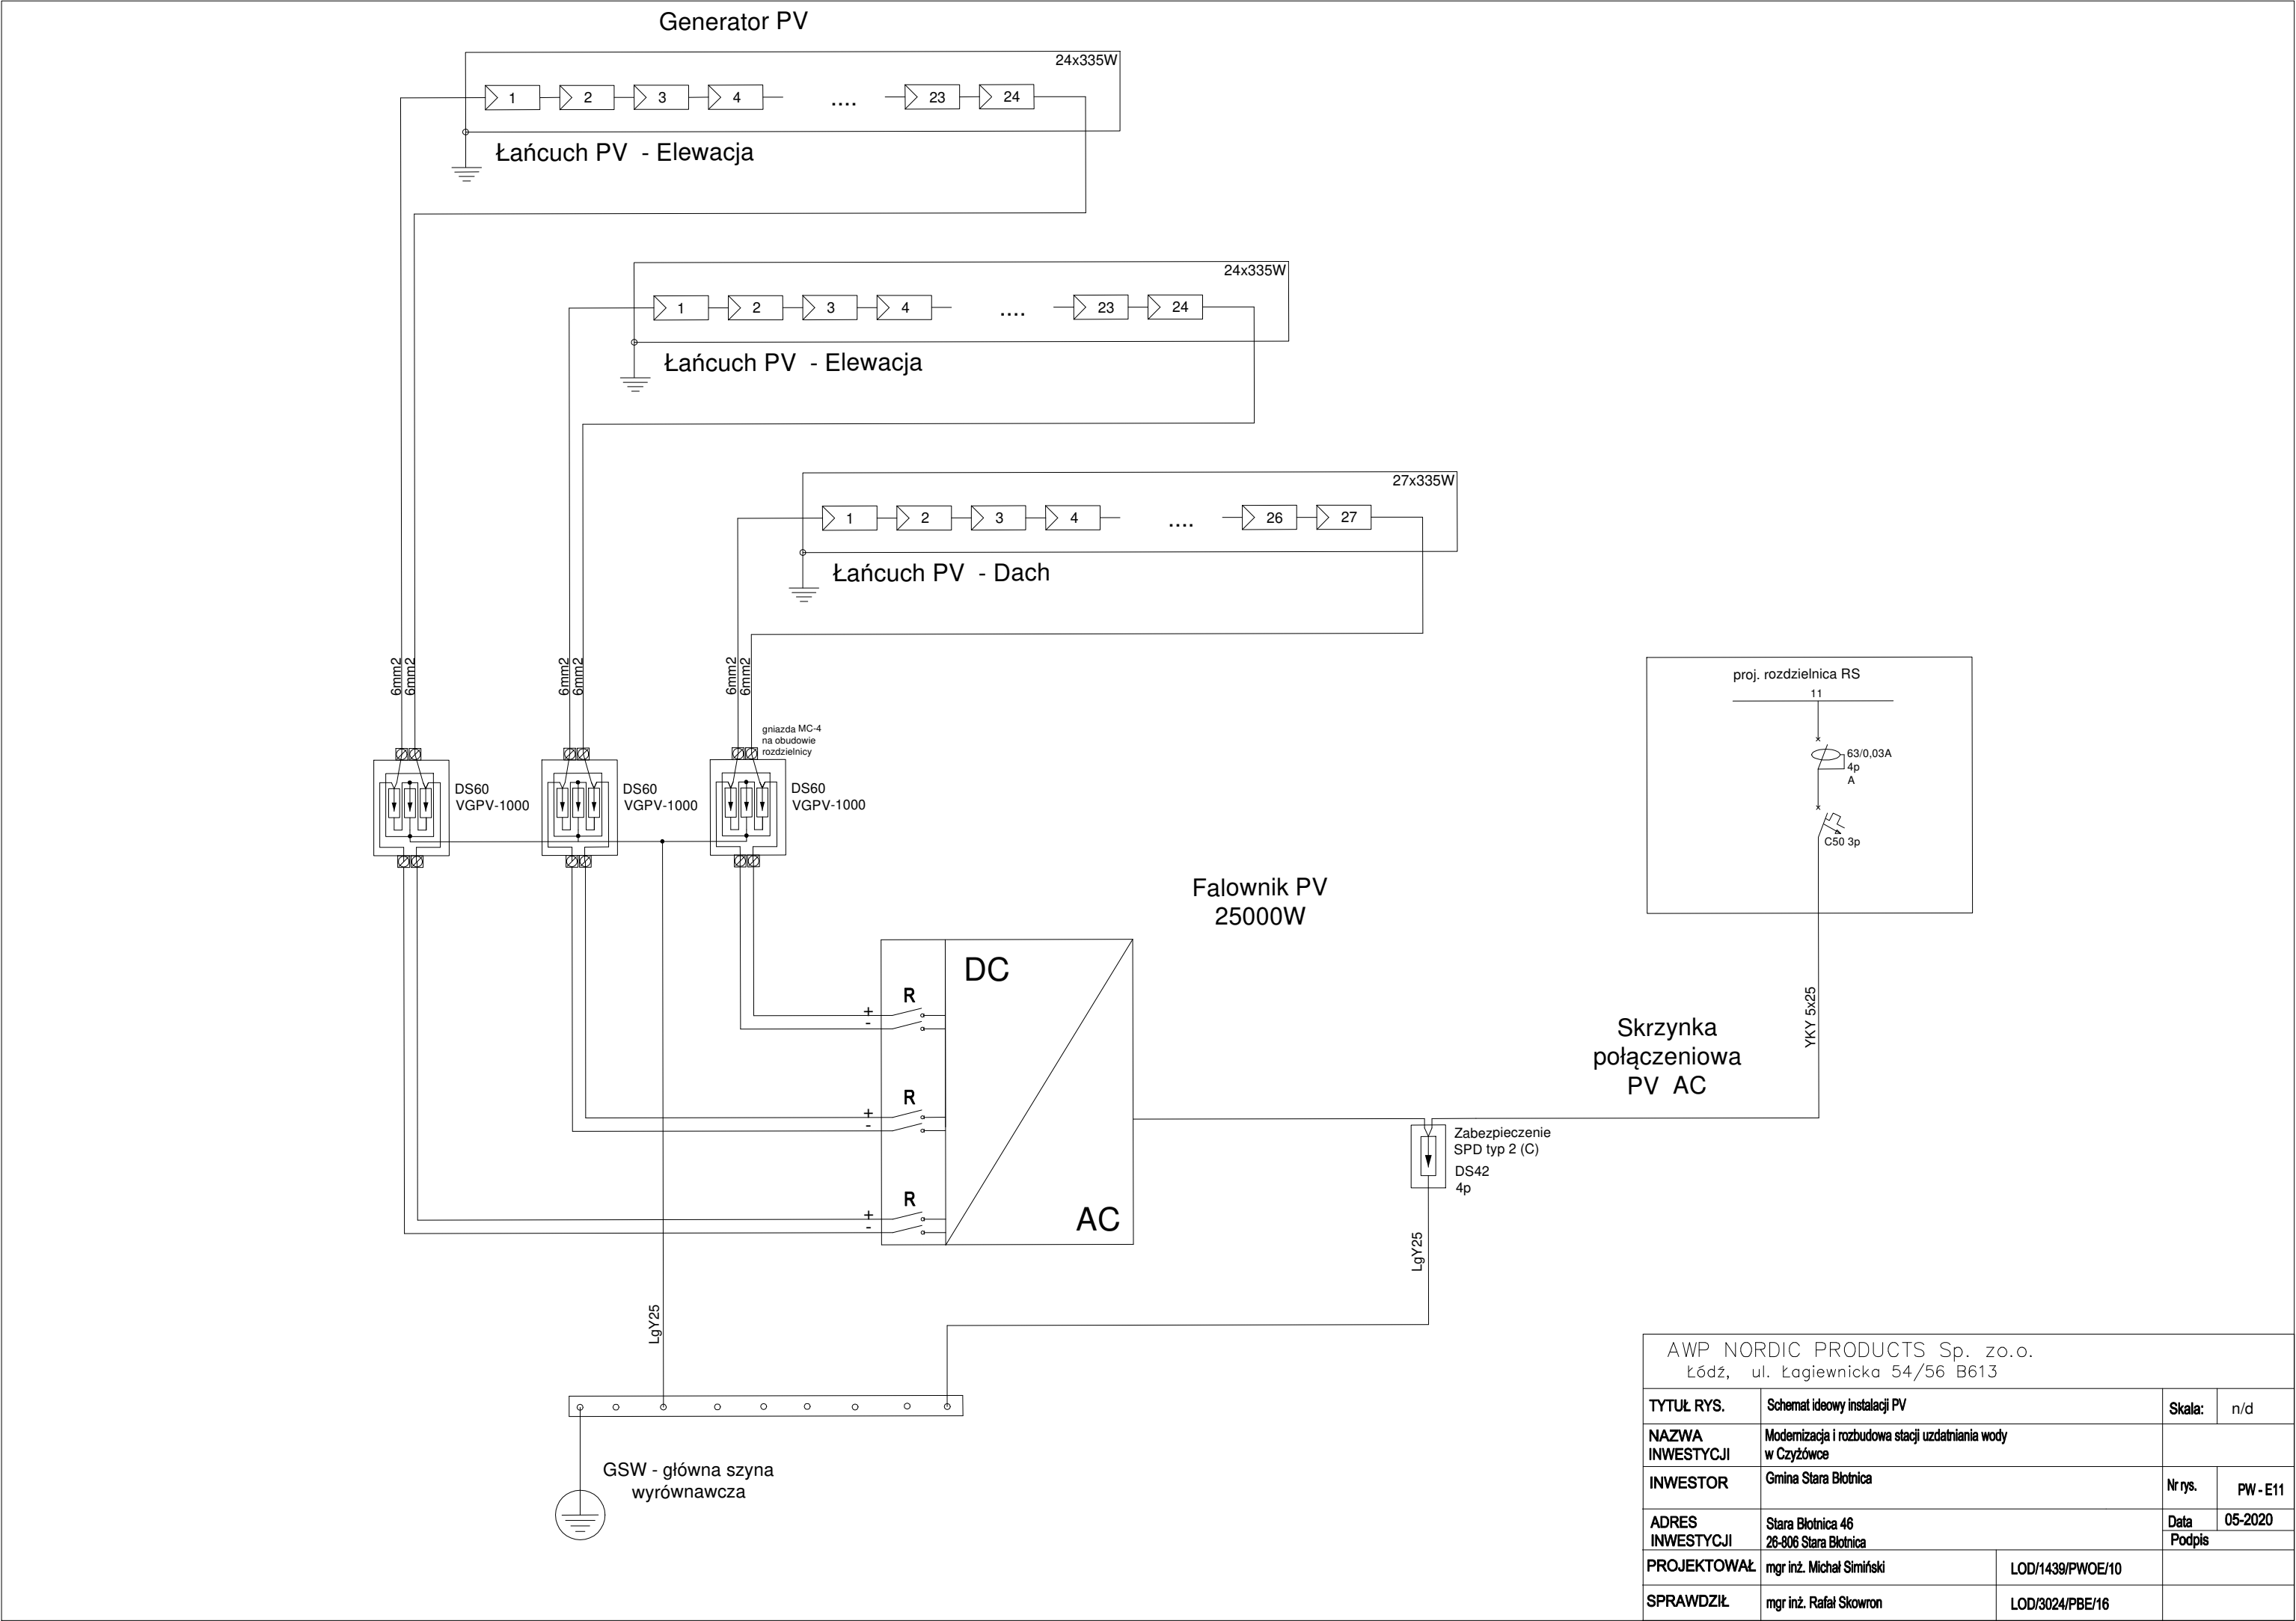 Generator PV
24x335W
1 2 3 4 .... 23 24
Łańcuch PV - Elewacja
24x335W
1 2 3 4 .... 23 24
Łańcuch PV - Elewacja
27x335W
1 2 3 4 .... 26 27
Łańcuch PV - Dach
6mm2
6mm2
6mm2
6mm2
6mm2
6mm2
gniazda MC-4
na obudowie
rozdzielnicy
DS60
VGPV-1000
DS60
VGPV-1000
DS60
VGPV-1000
proj. rozdzielnica RS
11
63/0,03A
4p
A
C50 3p
YKY 5x25
Falownik PV
25000W
DC
AC
R
+
-
R
+
-
R
+
-
Skrzynka
połączeniowa
PV AC
Zabezpieczenie
SPD typ 2 (C)
DS42
4p
LgY25
LgY25
GSW - główna szyna
wyrównawcza
AWP NORDIC PRODUCTS Sp. zo.o.
Łódź, ul. Łagiewnicka 54/56 B613
TYTUŁ RYS. Schemat ideowy instalacji PV Skala: n/d
NAZWA INWESTYCJI Modernizacja i rozbudowa stacji uzdatniania wody
w Czyżówce
INWESTOR Gmina Stara Błotnica Nr rys. PW - E11
ADRES INWESTYCJI Stara Błotnica 46 Data 05-2020
26-806 Stara Błotnica Podpis
PROJEKTOWAŁ mgr inż. Michał Simiński LOD/1439/PWOE/10
SPRAWDZIŁ mgr inż. Rafał Skowron LOD/3024/PBE/16